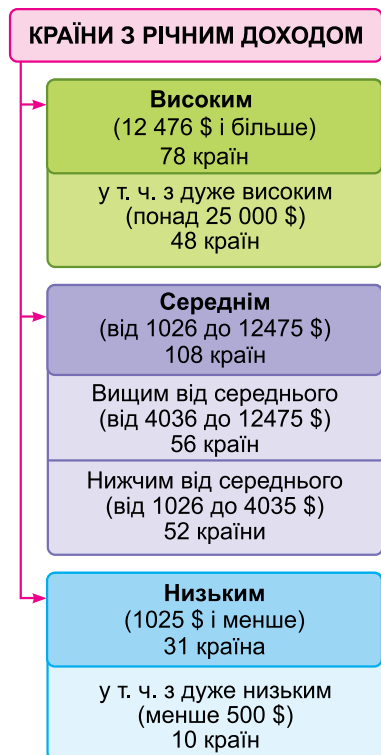 КРАЇНИ З РІЧНИМ ДОХОДОМ
Високим
(12 476 $ і більше)
78 країн
у т. ч. з дуже високим
(понад 25 000 $)
48 країн
Середнім
(від 1026 до 12475 $)
108 країн
Вищим від середнього
(від 4036 до 12475 $)
56 країн
Нижчим від середнього
(від 1026 до 4035 $)
52 країни
Низьким
(1025 $ і менше)
31 країна
у т. ч. з дуже низьким
(менше 500 $)
10 країн